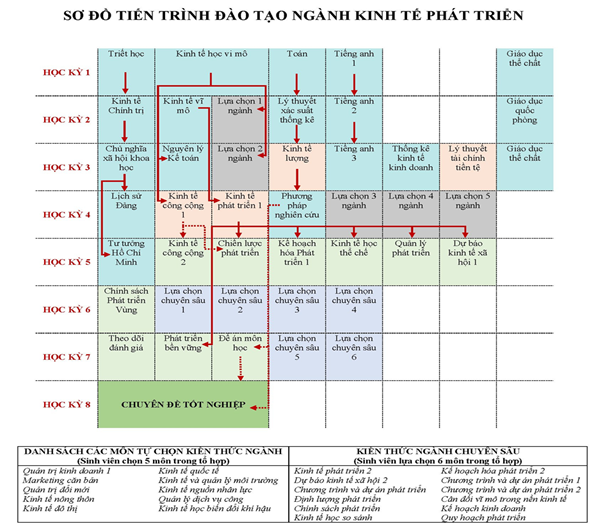 SƠ ĐỒ TIẾN TRÌNH ĐÀO TẠO NGÀNH KINH TẾ PHÁT TRIỂN
HỌC KỲ 1
Triết học
Kinh tế học vi mô
Toán
Tiếng anh
1
Giáo dục
thể chất
HỌC KỲ 2
Kinh tế
Chính trị
Kinh tế vĩ
mô
Lựa chọn 1
ngành
Lý thuyết
xác suất
thống kê
Tiếng anh
2
Giáo dục
quốc
phòng
HỌC KỲ 3
Chủ nghĩa
xã hội khoa
học
Nguyên lý
Kế toán
Lựa chọn 2
ngành
Kinh tế
lượng
Tiếng anh
3
Thống kê
kinh tế
kinh doanh
Lý thuyết
tài chính
tiền tệ
Giáo dục
thể chất
HỌC KỲ 4
Lịch sử
Đảng
Kinh tế
công cộng
1
Kinh tế
phát triển 1
Phương
pháp
nghiên cứu
Lựa chọn 3
ngành
Lựa chọn 4
ngành
Lựa chọn 5
ngành
HỌC KỲ 5
Tư tưởng
Hồ Chí
Minh
Kinh tế
công cộng
2
Chiến lược
phát triển
Kế hoạch
hóa Phát
triển 1
Kinh tế học
thể chế
Quản lý
phát triển
Dự báo
kinh tế xã
hội 1
HỌC KỲ 6
Chính sách
Phát triển
Vùng
Lựa chọn
chuyên sâu
1
Lựa chọn
chuyên sâu
2
Lựa chọn
chuyên sâu
3
Lựa chọn
chuyên sâu
4
HỌC KỲ 7
Theo dõi
đánh giá
Phát triển
bền vững
Đề án môn
học
Lựa chọn
chuyên sâu
5
Lựa chọn
chuyên sâu
6
HỌC KỲ 8
CHUYÊN ĐỀ TỐT NGHIỆP
DANH SÁCH CÁC MÔN TỰ CHỌN KIẾN THỨC NGÀNH
(Sinh viên chọn 5 môn trong tổ hợp)
Quản trị kinh doanh 1
Marketing căn bản
Quản trị đổi mới
Kinh tế nông thôn
Kinh tế đô thị
Kinh tế quốc tế
Kinh tế và quản lý môi trường
Kinh tế nguồn nhân lực
Quản lý dịch vụ công
Kinh tế học biến đổi khí hậu
KIẾN THỨC NGÀNH CHUYÊN SÂU
(Sinh viên lựa chọn 6 môn trong tổ hợp)
Kinh tế phát triển 2
Dự báo kinh tế xã hội 2
Chương trình và dự án phát triển
Định lượng phát triển
Chính sách phát triển
Kinh tế học so sánh
Kế hoạch hóa phát triển 2
Chương trình và dự án phát triển 1
Chương trình và dự án phát triển 2
Cân đối vĩ mô trong nền kinh tế
Kế hoạch kinh doanh
Quy hoạch phát triển